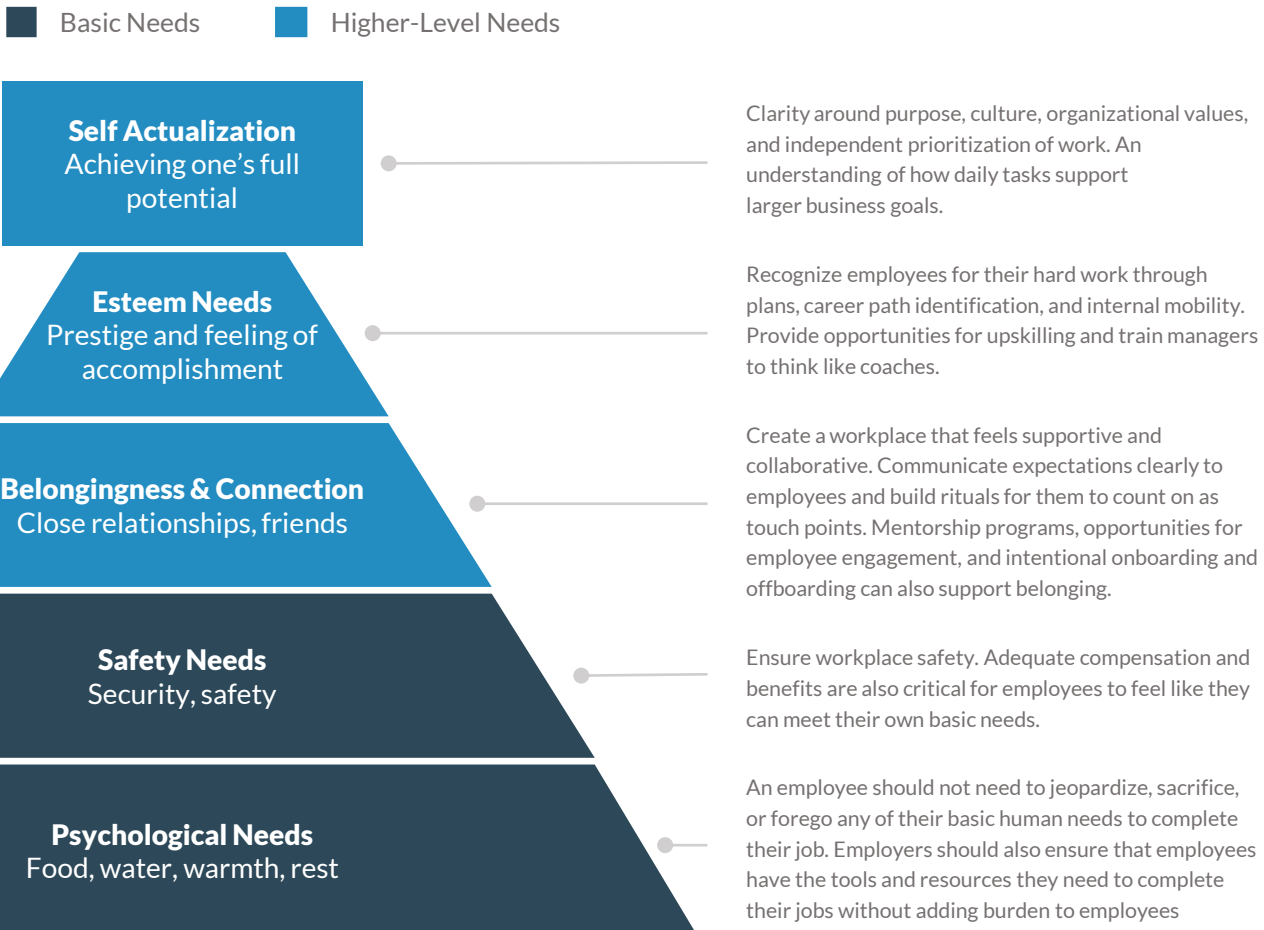 Basic Needs
Higher-Level Needs
Self Actualization
Achieving one's full
potential
Clarity around purpose, culture, organizational values,
and independent prioritization of work. An
understanding of how daily tasks support
larger business goals.
Esteem Needs
Prestige and feeling of
accomplishment
Recognize employees for their hard work through
plans, career path identification, and internal mobility.
Provide opportunities for upskilling and train managers
to think like coaches.
Belongingness & Connection
Close relationships, friends
Create a workplace that feels supportive and
collaborative. Communicate expectations clearly to
employees and build rituals for them to count on as
touch points. Mentorship programs, opportunities for
employee engagement, and intentional onboarding and
offboarding can also support belonging.
Safety Needs
Security, safety
Ensure workplace safety. Adequate compensation and
benefits are also critical for employees to feel like they
can meet their own basic needs.
Psychological Needs
Food, water, warmth, rest
An employee should not need to jeopardize, sacrifice,
or forego any of their basic human needs to complete
their job. Employers should also ensure that employees
have the tools and resources they need to complete
their jobs without adding burden to employees